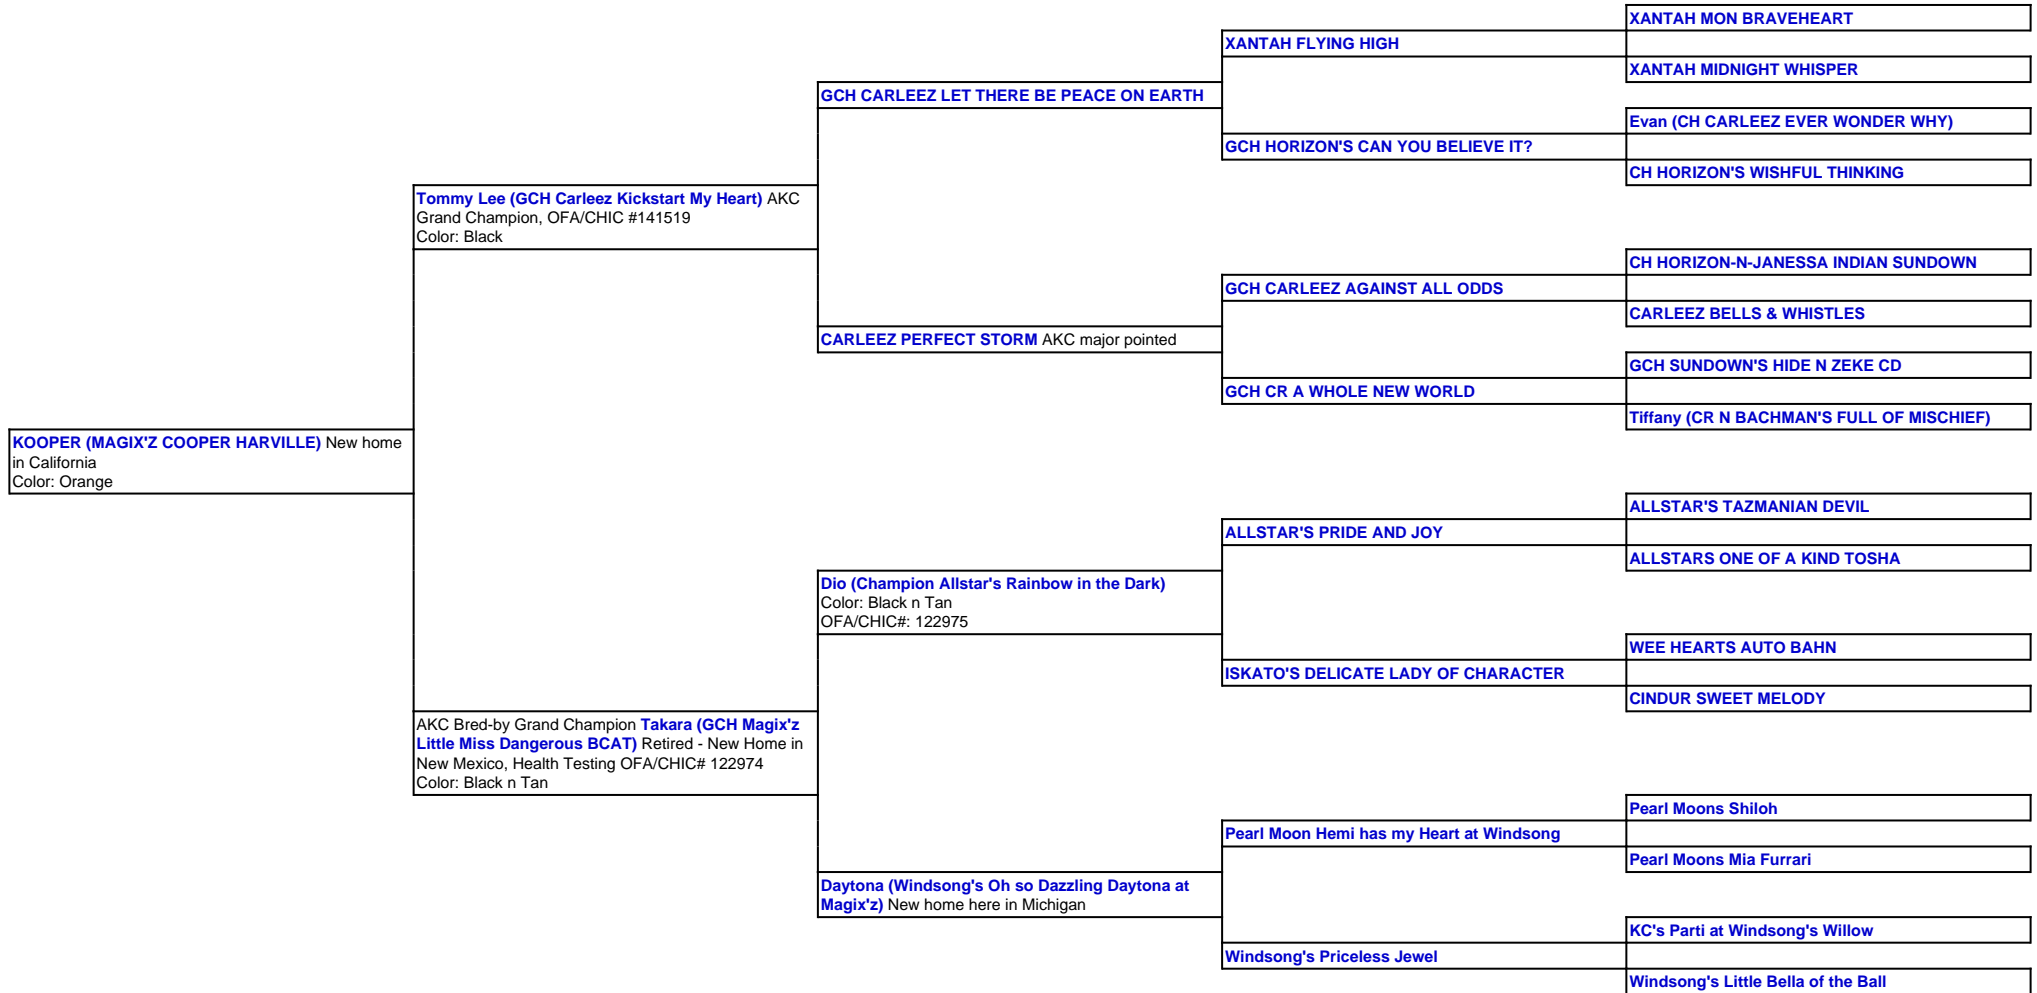 XANTAH MON BRAVEHEART
XANTAH FLYING HIGH
XANTAH MIDNIGHT WHISPER
GCH CARLEEZ LET THERE BE PEACE ON EARTH
Evan (CH CARLEEZ EVER WONDER WHY)
GCH HORIZON'S CAN YOU BELIEVE IT?
CH HORIZON'S WISHFUL THINKING
Tommy Lee (GCH Carleez Kickstart My Heart) AKC
Grand Champion, OFA/CHIC #141519
Color: Black
CH HORIZON-N-JANESSA INDIAN SUNDOWN
GCH CARLEEZ AGAINST ALL ODDS
CARLEEZ BELLS & WHISTLES
CARLEEZ PERFECT STORM AKC major pointed
GCH SUNDOWN'S HIDE N ZEKE CD
GCH CR A WHOLE NEW WORLD
Tiffany (CR N BACHMAN'S FULL OF MISCHIEF)
KOOPER (MAGIX'Z COOPER HARVILLE) New home
in California
Color: Orange
ALLSTAR'S TAZMANIAN DEVIL
ALLSTAR'S PRIDE AND JOY
ALLSTARS ONE OF A KIND TOSHA
Dio (Champion Allstar's Rainbow in the Dark)
Color: Black n Tan
OFA/CHIC#: 122975
WEE HEARTS AUTO BAHN
ISKATO'S DELICATE LADY OF CHARACTER
CINDUR SWEET MELODY
AKC Bred-by Grand Champion Takara (GCH Magix'z
Little Miss Dangerous BCAT) Retired - New Home in
New Mexico, Health Testing OFA/CHIC# 122974
Color: Black n Tan
Pearl Moons Shiloh
Pearl Moon Hemi has my Heart at Windsong
Pearl Moons Mia Furrari
Daytona (Windsong's Oh so Dazzling Daytona at
Magix'z) New home here in Michigan
KC's Parti at Windsong's Willow
Windsong's Priceless Jewel
Windsong's Little Bella of the Ball